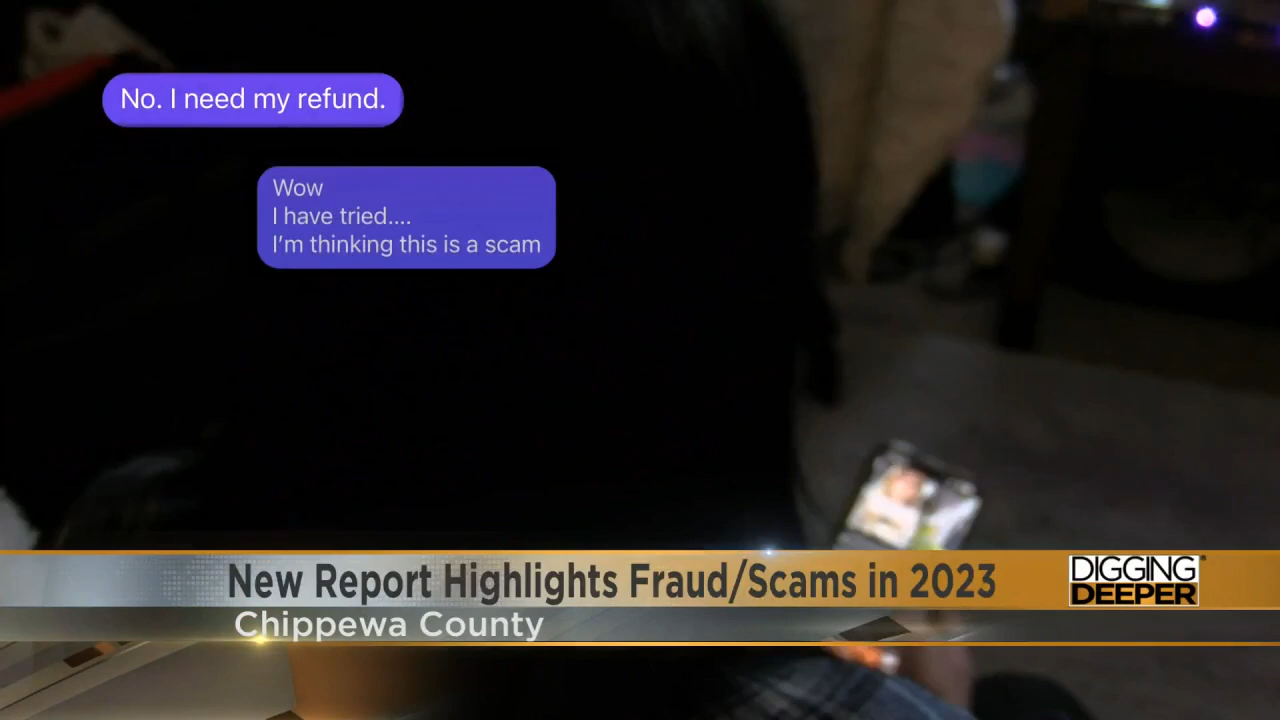 No. I need my refund.
Wow
I have tried....
I'm thinking this is a scam
New Report Highlights Fraud/Scams in 2023
DIGGING
DEEPER
Chippewa County